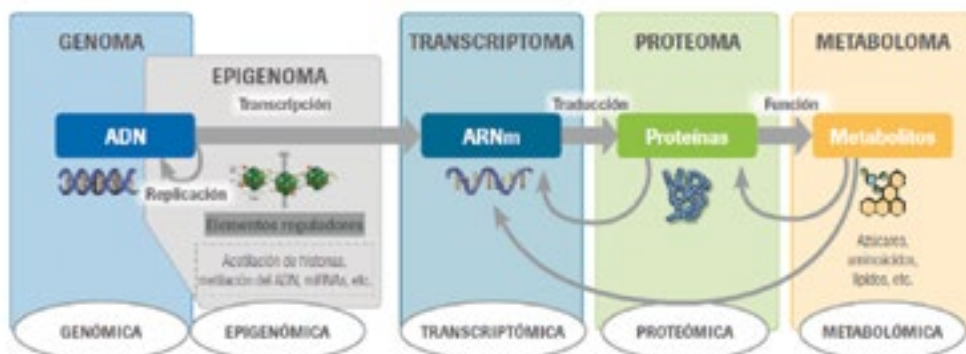 GENOMA
EPIGENOMA
TRANSCRIPTOMA
PROTEOMA
METABOLOMA
Transcripción
Traducción
Función
ADN
ARNm
Proteínas
Metabolitos
Replicación
Elementos reguladores
Acetilación de histonas,
metilación del ADN, miRNAs, etc.
Azúcares,
aminoácidos,
lípidos, etc.
GENÓMICA
EPIGENÓMICA
TRANSCRIPTÓMICA
PROTEÓMICA
METABOLÓMICA